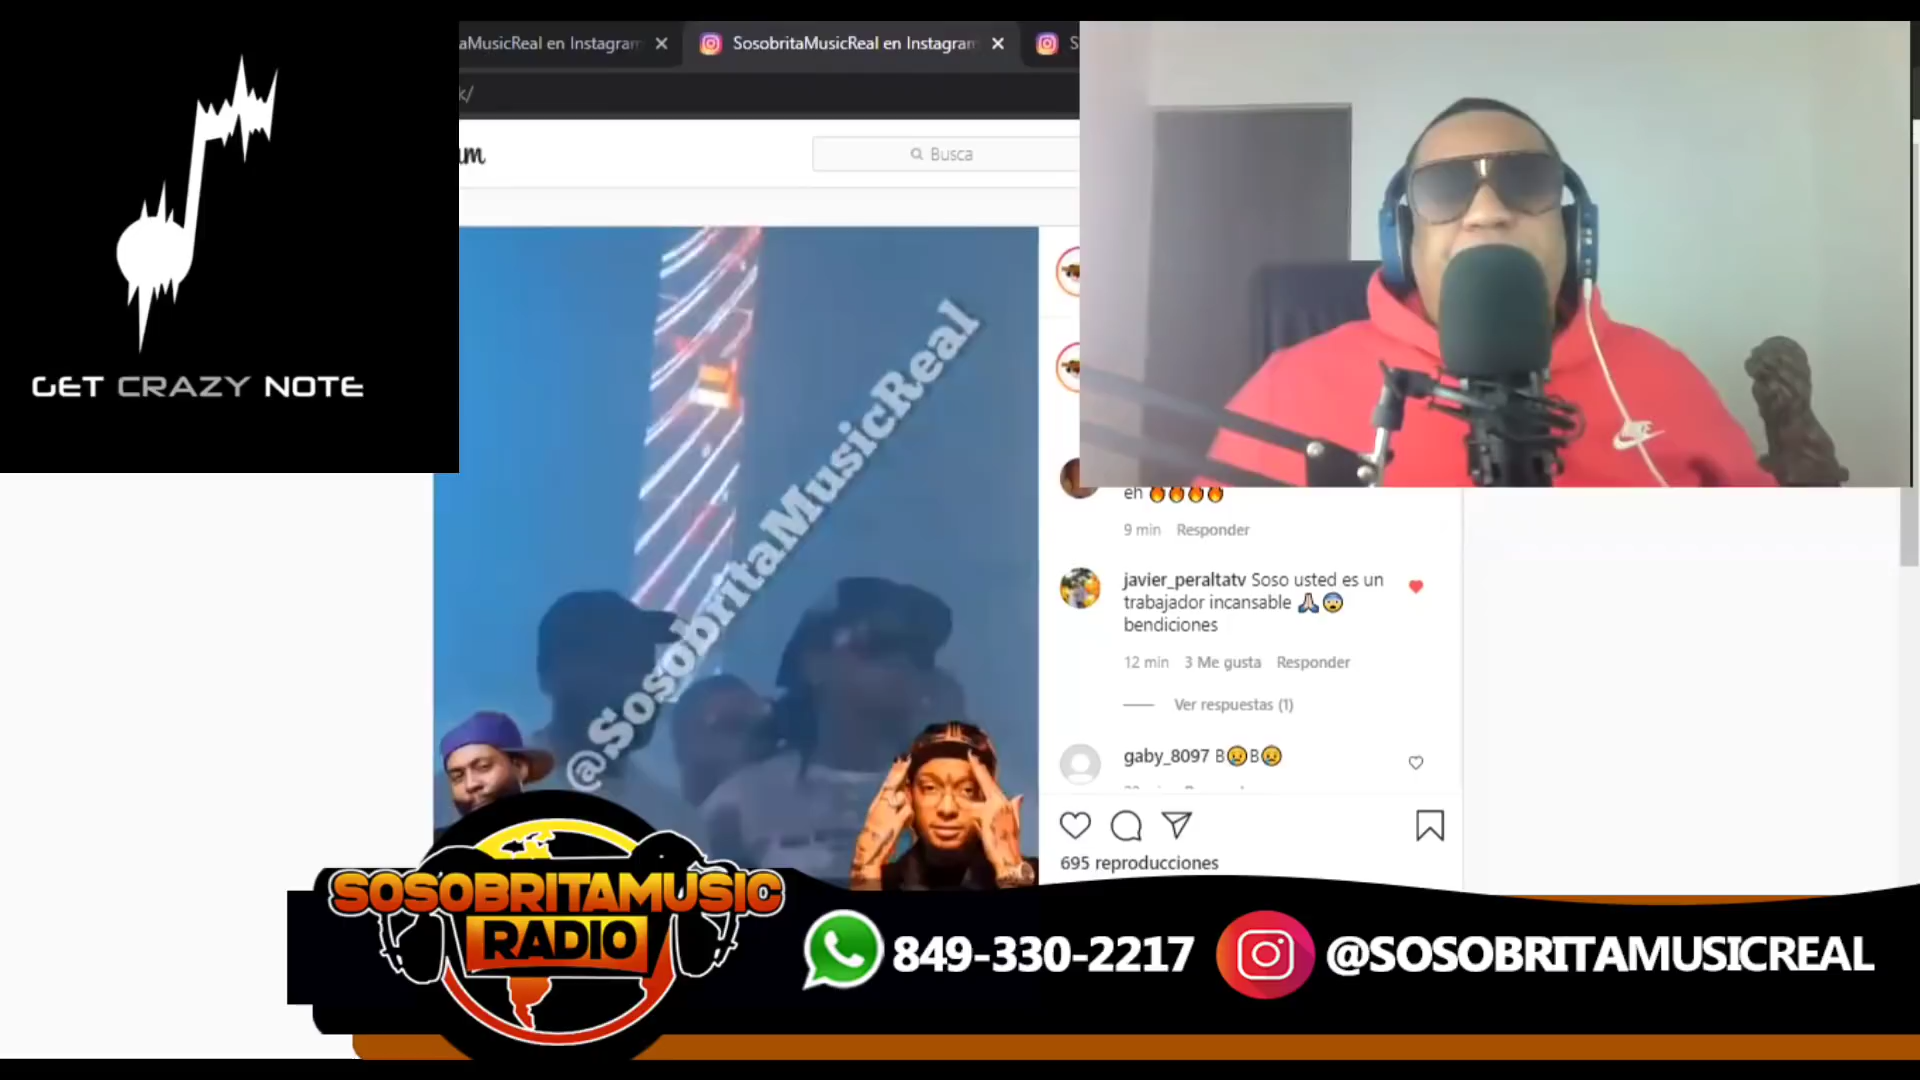 aMusicReal en Instagram
SosobritaMusicReal en Instagram
S
k/
Busca
GET CRAZY NOTE
@SosobritaMusicReal
eh 🔥🔥🔥🔥
9 min Responder
javier_peraltatv Soso usted es un
trabajador incansable 🙏🏻😨
bendiciones
12 min 3 Me gusta Responder
Ver respuestas (1)
gaby_8097 B😢B😢
695 reproducciones
SOSOBRITAMUSIC
RADIO
849-330-2217
@SOSOBRITAMUSICREAL